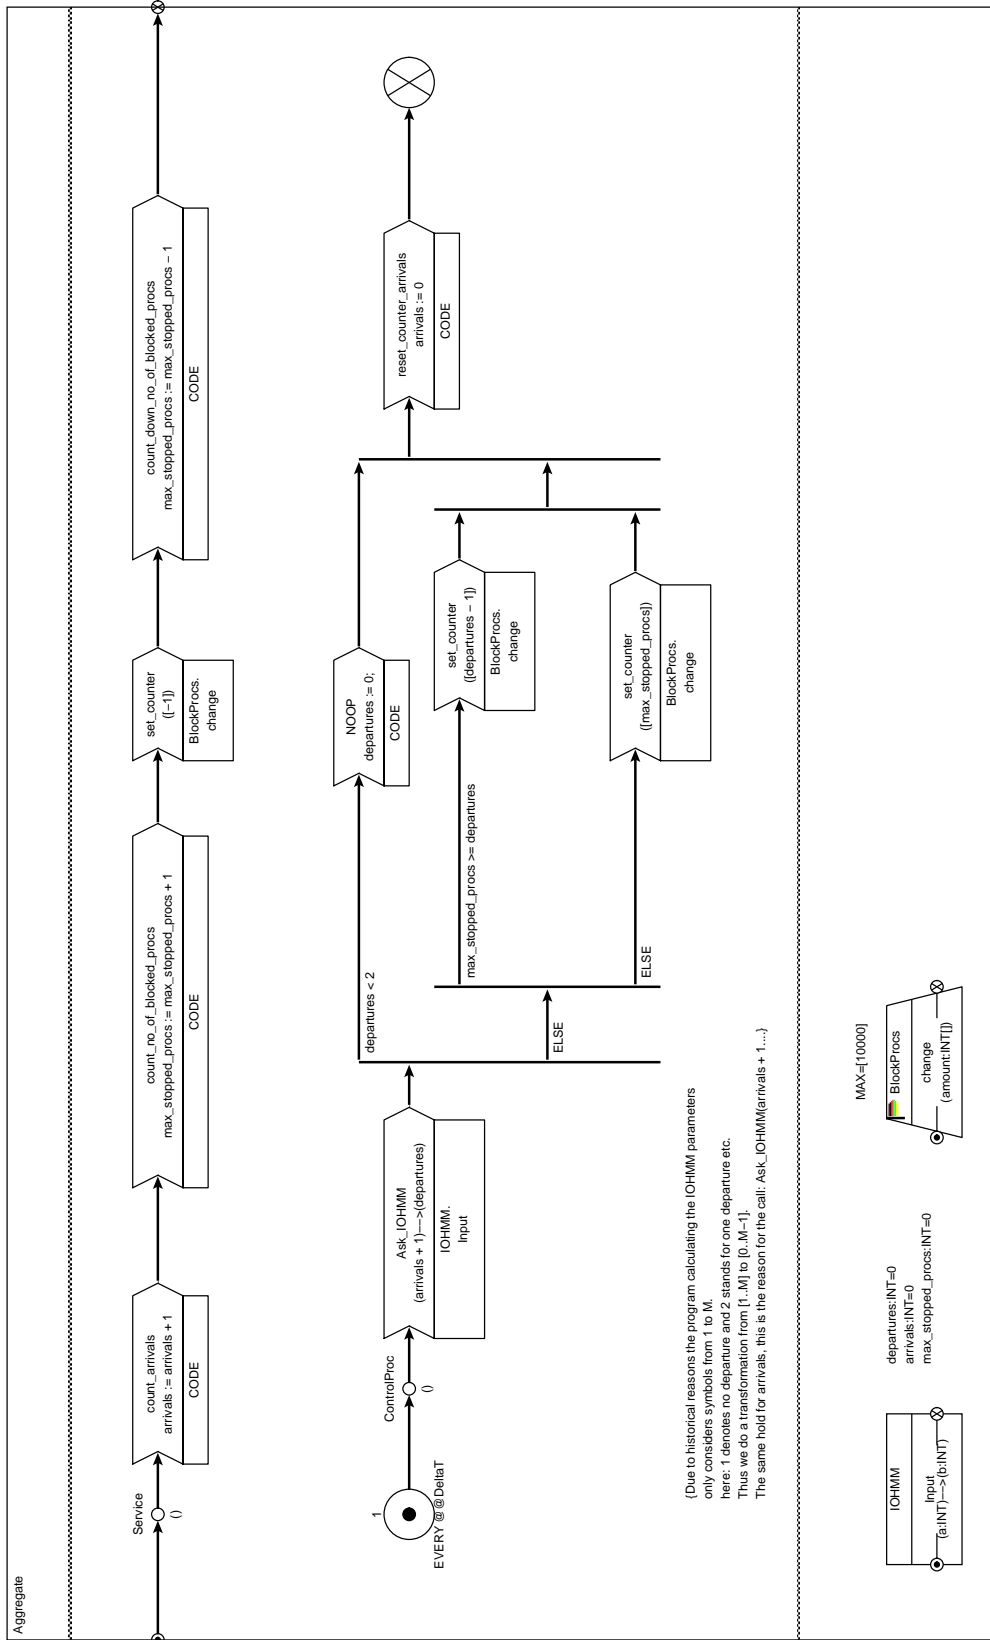 Aggregate
Service
()
count_arrivals
arrivals := arrivals + 1
CODE
count_no_of_blocked_procs
max_stopped_procs := max_stopped_procs + 1
CODE
set_counter
([−1])
BlockProcs.
change
count_down_no_of_blocked_procs
max_stopped_procs := max_stopped_procs − 1
CODE
1
EVERY @@DeltaT
ControlProc
()
Ask_IOHMM
(arrivals + 1)−−>(departures)
IOHMM.
Input
departures < 2
NOOP
departures := 0;
CODE
ELSE
max_stopped_procs >= departures
set_counter
([departures − 1])
BlockProcs.
change
ELSE
set_counter
([max_stopped_procs])
BlockProcs.
change
reset_counter_arrivals
arrivals := 0
CODE
{Due to historical reasons the program calculating the IOHMM parameters
only considers symbols from 1 to M.
here: 1 denotes no departure and 2 stands for one departure etc.
Thus we do a transformation from [1..M] to [0..M−1].
The same hold for arrivals, this is the reason for the call: Ask_IOHMM(arrivals + 1....}
IOHMM
Input
(a:INT)−−>(b:INT)
departures:INT=0
arrivals:INT=0
max_stopped_procs:INT=0
MAX=[10000]
BlockProcs
change
(amount:INT[])